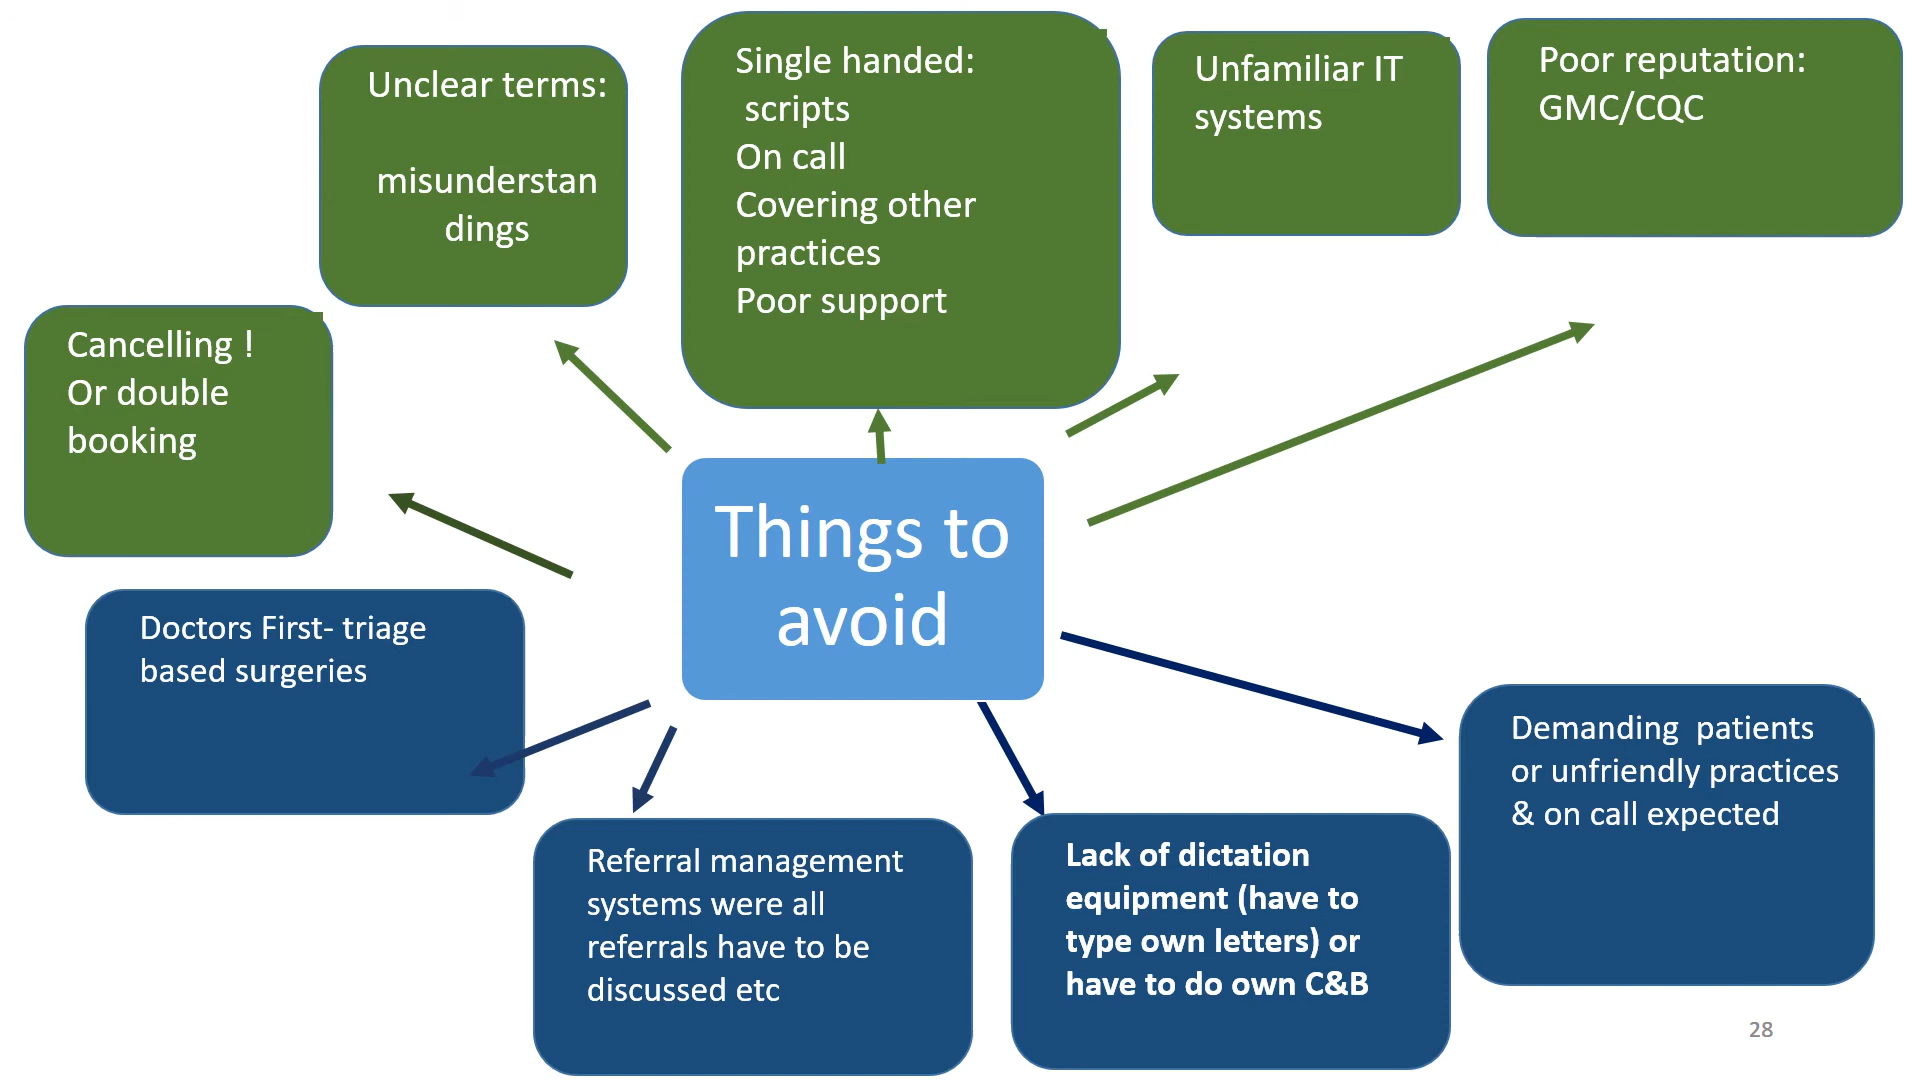 Unclear terms:
misunderstan
dings
Single handed:
scripts
On call
Covering other
practices
Poor support
Unfamiliar IT
systems
Poor reputation:
GMC/CQC
Cancelling !
Or double
booking
Things to
avoid
Doctors First- triage
based surgeries
Referral management
systems were all
referrals have to be
discussed etc
Lack of dictation
equipment (have to
type own letters) or
have to do own C&B
Demanding  patients
or unfriendly practices
& on call expected
28